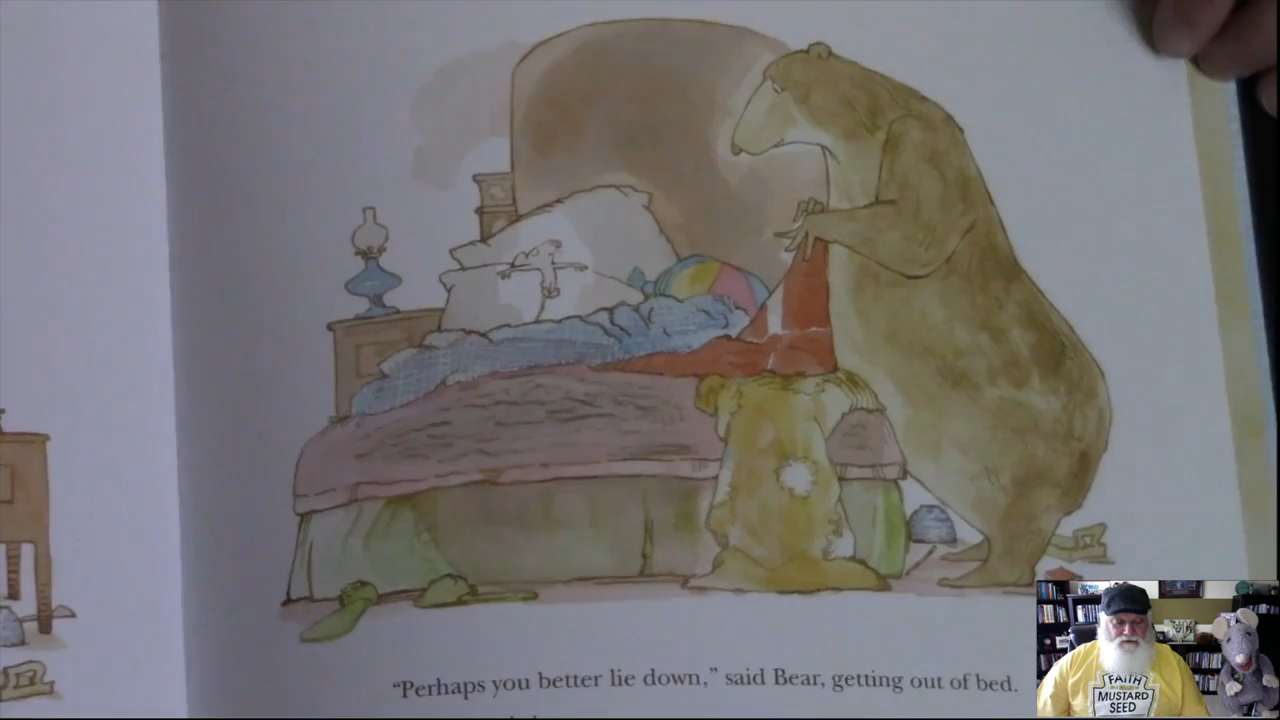 “Perhaps you better lie down,” said Bear, getting out of bed.
FAITH
MUSTARD
SEED